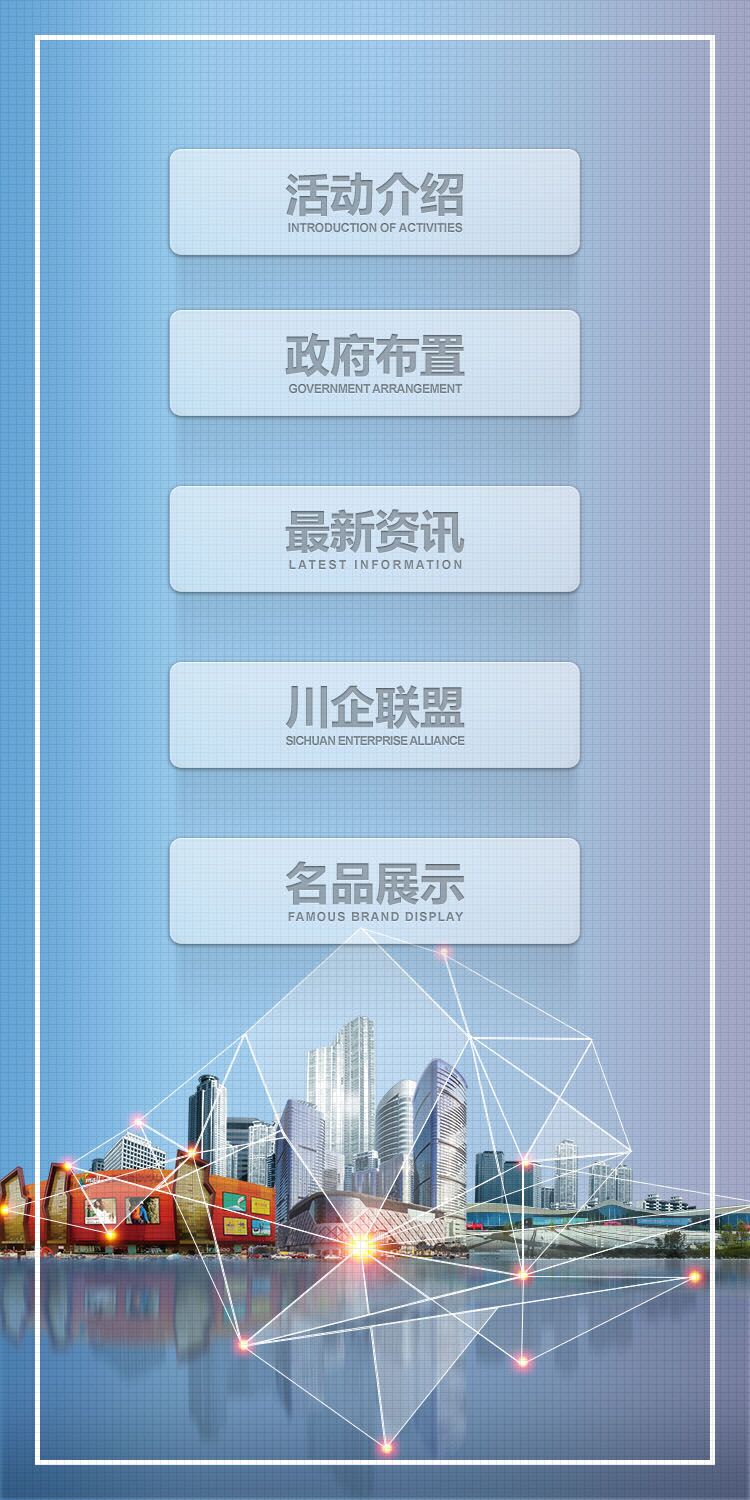 活动介绍
INTRODUCTION OF ACTIVITIES
政府布置
GOVERNMENT ARRANGEMENT
最新资讯
LATEST INFORMATION
川企联盟
SICHUAN ENTERPRISE ALLIANCE
名品展示
FAMOUS BRAND DISPLAY